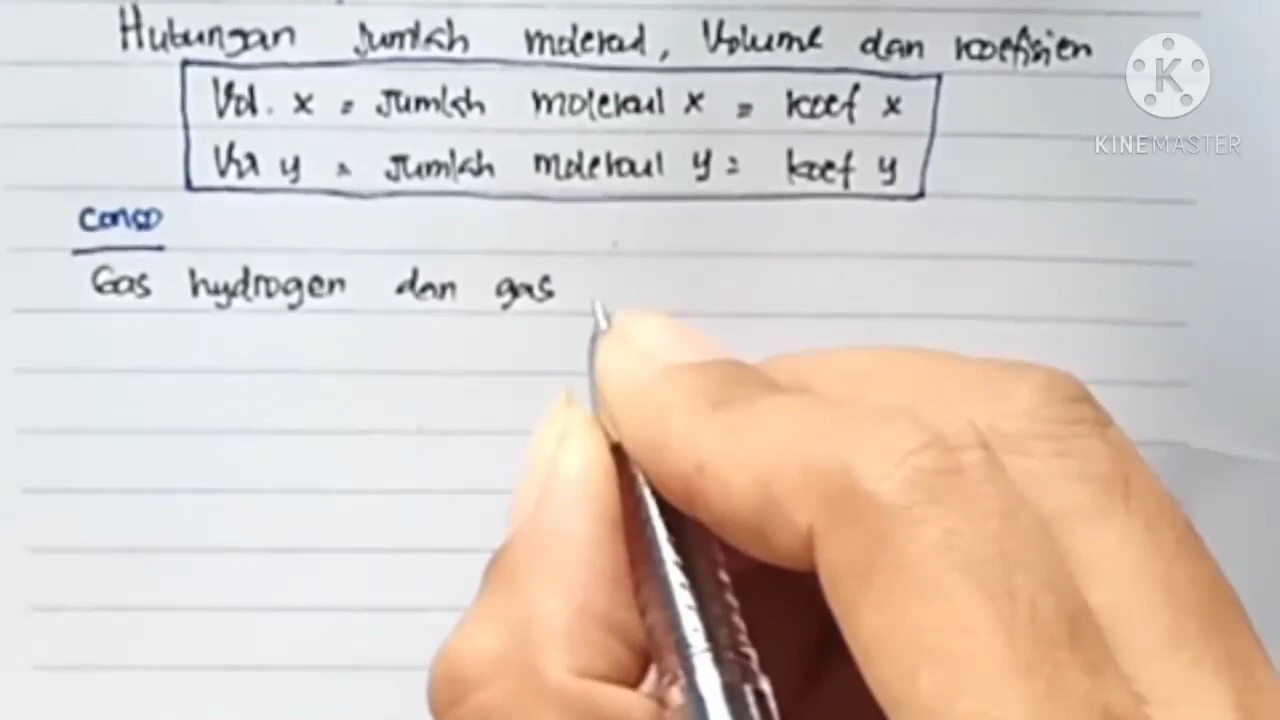 Hubungan Jumlah molekul, Volume dan koefisien
Vol. x = Jumlah molekul x = koef x
Vol y = Jumlah molekul y = koef y
Gas hydrogen dan gas
K
KINEMASTER